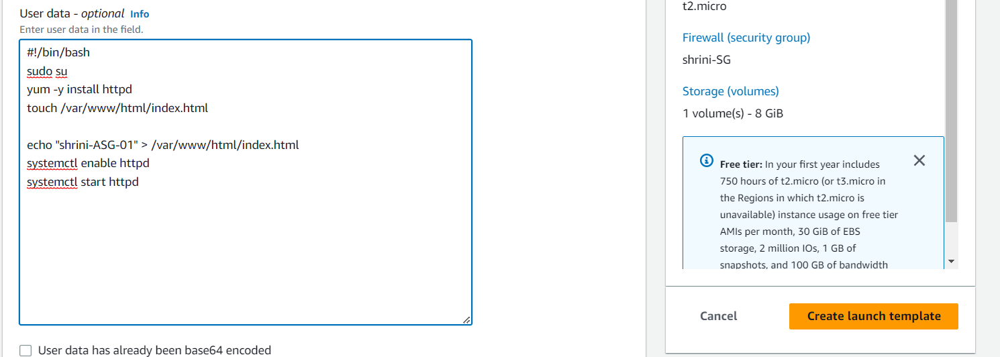 User data - optional Info
Enter user data in the field.
#!/bin/bash
sudo su
yum -y install httpd
touch /var/www/html/index.html
echo "shrini-ASG-01" > /var/www/html/index.html
systemctl enable httpd
systemctl start httpd
User data has already been base64 encoded
t2.micro
Firewall (security group)
shrini-SG
Storage (volumes)
1 volume(s) - 8 GiB
Free tier: In your first year includes
750 hours of t2.micro (or t3.micro in
the Regions in which t2.micro is
unavailable) instance usage on free tier
AMIs per month, 30 GiB of EBS
storage, 2 million IOs, 1 GB of
snapshots, and 100 GB of bandwidth
Cancel
Create launch template